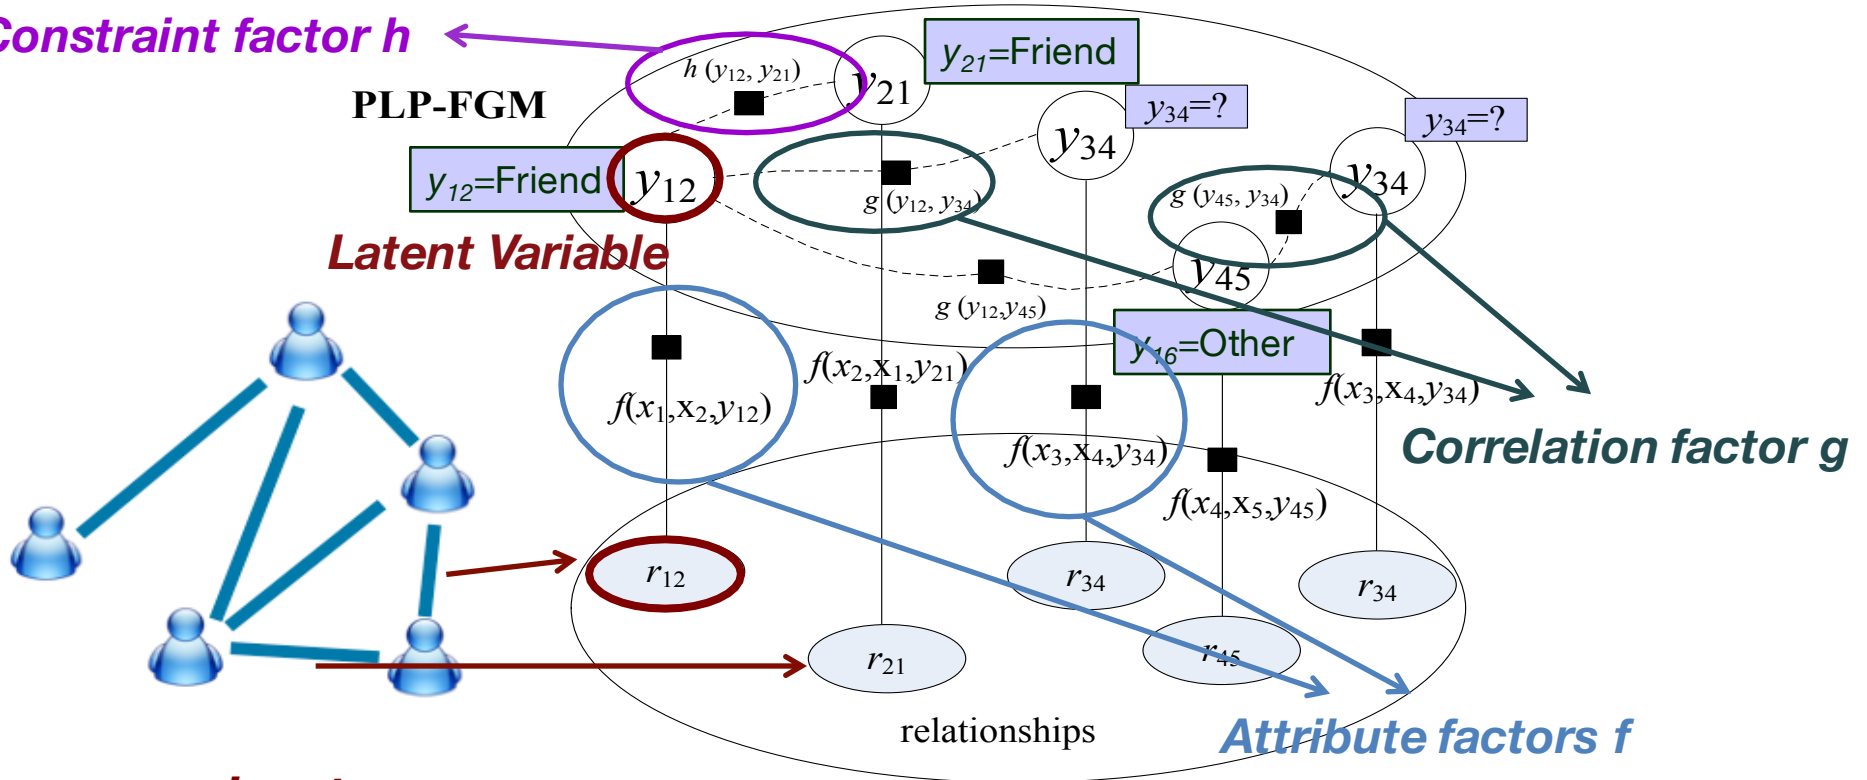 Constraint factor h
h (y12, y21)
y21
y21=Friend
PLP-FGM
y34
y34=?
y34=?
y12=Friend
y12
g (y12, y34)
g (y45, y34)
y34
Latent Variable
y45
g (y12,y45)
y16=Other
f(x2,x1,y21)
f(x1,x2,y12)
f(x3,x4,y34)
f(x3,x4,y34)
Correlation factor g
f(x4,x5,y45)
r12
r34
r34
r21
r45
relationships
Attribute factors f